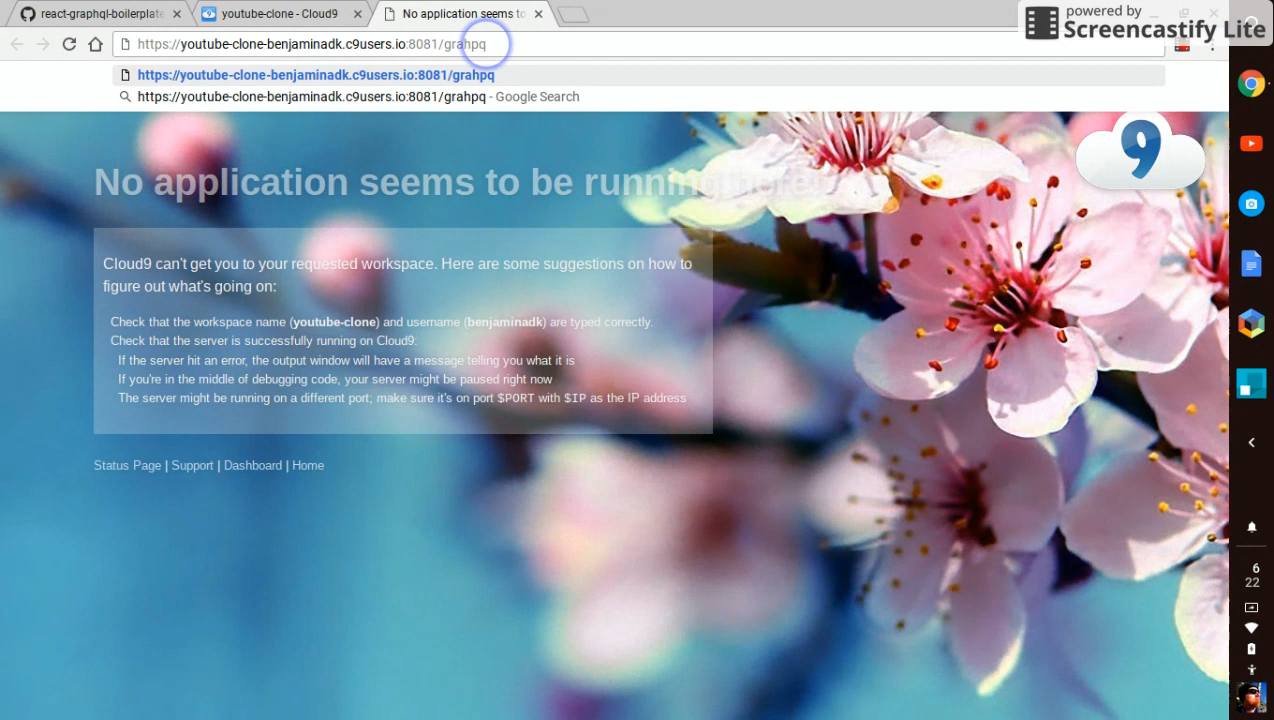 react-graphql-boilerplate
youtube-clone - Cloud9
No application seems to
powered by
Screencastify Lite
https://youtube-clone-benjaminadk.c9users.io:8081/grahpq
https://youtube-clone-benjaminadk.c9users.io:8081/grahpq
https://youtube-clone-benjaminadk.c9users.io:8081/grahpq - Google Search
9
No application seems to be running here!
Cloud9 can't get you to your requested workspace. Here are some suggestions on how to
figure out what's going on:
Check that the workspace name (youtube-clone) and username (benjaminadk) are typed correctly.
Check that the server is successfully running on Cloud9.
If the server hit an error, the output window will have a message telling you what it is
If you're in the middle of debugging code, your server might be paused right now
The server might be running on a different port; make sure it's on port $PORT with $IP as the IP address
Status Page | Support | Dashboard | Home
6
22